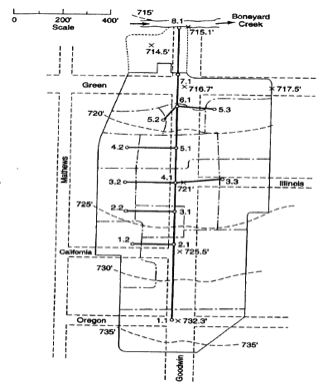 200' 0 200' 400'
Scale
715'
8.1
Boneyard
Creek
715.1'
714.5'
7.1
716.7'
717.5'
Green
6.1
5.3
720'
5.2
4.2
5.1
4.1
3.2
3.3
721'
Illinois
Mathews
725'
2.2
3.1
1.2
2.1
California
725.5'
730'
Oregon
1.1
732.3'
735'
735'
Goodwin